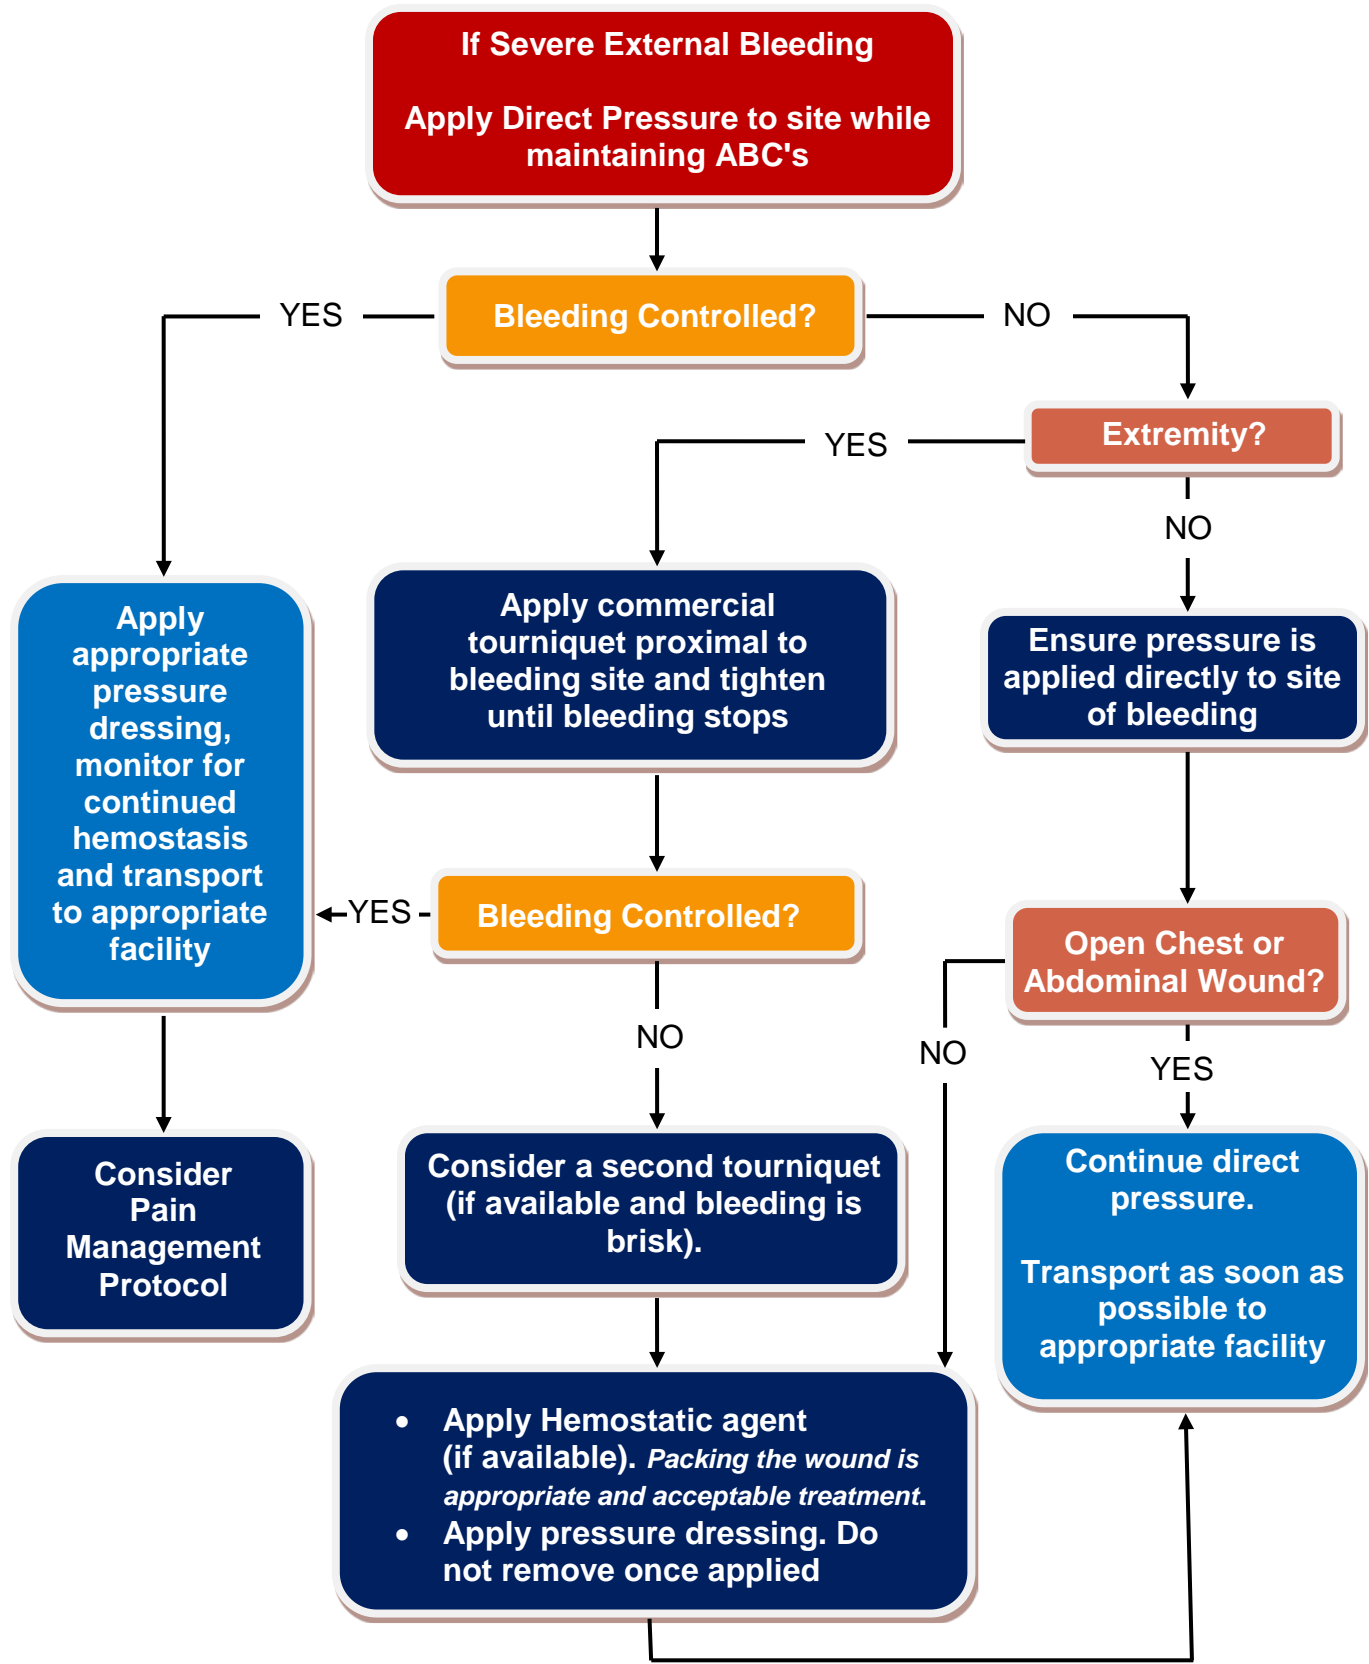 If Severe External Bleeding
Apply Direct Pressure to site while
maintaining ABC's
YES
Bleeding Controlled?
NO
Extremity?
YES
NO
Apply
appropriate
pressure
dressing,
monitor for
continued
hemostasis
and transport
to appropriate
facility
Apply commercial
tourniquet proximal to
bleeding site and tighten
until bleeding stops
Ensure pressure is
applied directly to site
of bleeding
YES
Bleeding Controlled?
Open Chest or
Abdominal Wound?
NO
NO
YES
Consider
Pain
Management
Protocol
Consider a second tourniquet
(if available and bleeding is
brisk).
Continue direct
pressure.
Transport as soon as
possible to
appropriate facility
• Apply Hemostatic agent
(if available). Packing the wound is
appropriate and acceptable treatment.
• Apply pressure dressing. Do
not remove once applied